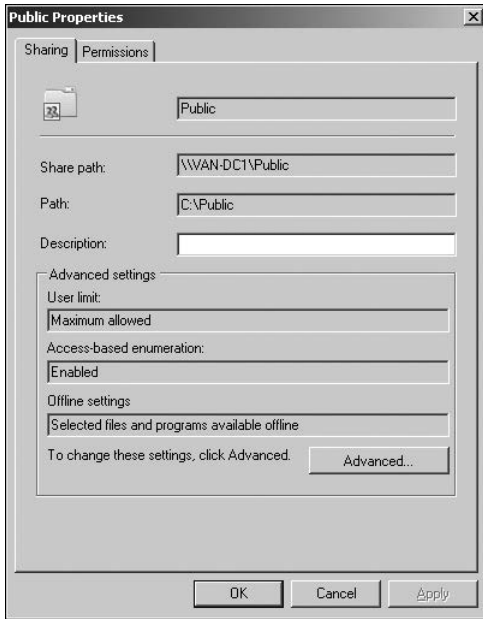 Public Properties
Sharing Permissions
Public
Share path: \\VAN-DC1\Public
Path: C:\Public
Description:
Advanced settings
User limit:
Maximum allowed
Access-based enumeration:
Enabled
Offline settings
Selected files and programs available offline
To change these settings, click Advanced. Advanced...
OK Cancel Apply